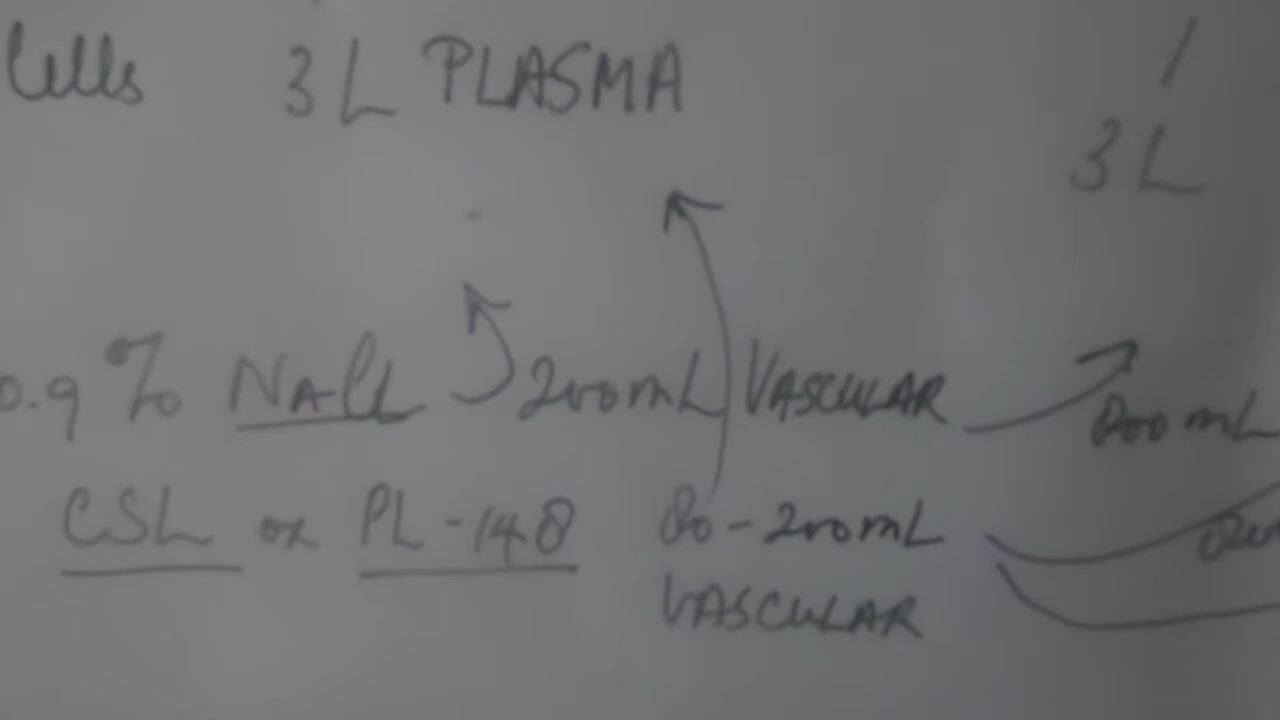 Cells 3L PLASMA /
3L
0.9% NaCl 200mL VASCULAR 800mL
CSL or PL-148 80-200mL
VASCULAR